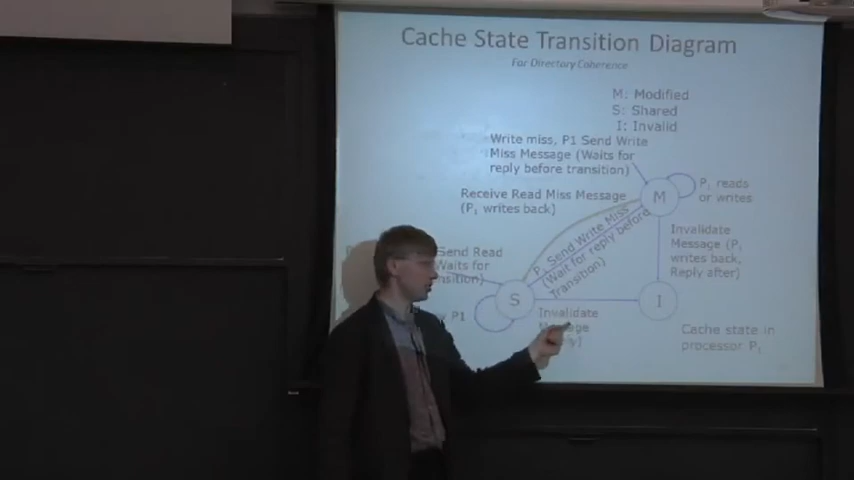 Cache State Transition Diagram
For Directory Coherence
M: Modified
S: Shared
I: Invalid
Write miss, P1 Send Write
Miss Message (Waits for
reply before transition)
M
P1 reads
or writes
Receive Read Miss Message
(P1 writes back)
P1 Send Write Miss
(Wait for reply before
Transition)
Invalidate
Message (P1
writes back,
Reply after)
Send Read
Waits for
S
I
P1
Invalidate
Cache state in
processor P1